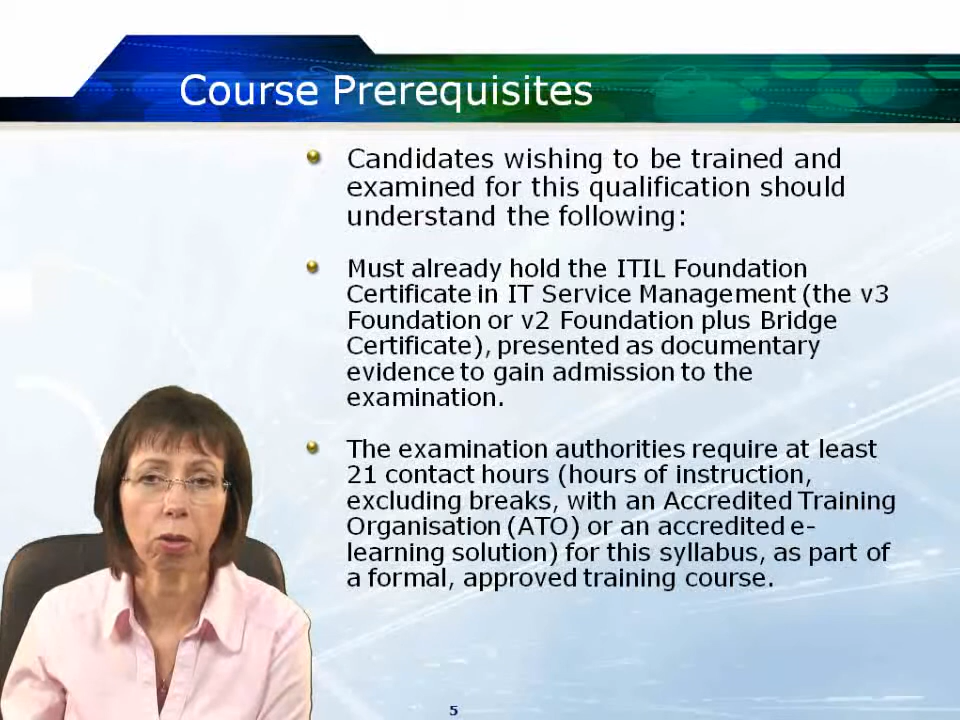 Course Prerequisites
Candidates wishing to be trained and
examined for this qualification should
understand the following:
Must already hold the ITIL Foundation
Certificate in IT Service Management (the v3
Foundation or v2 Foundation plus Bridge
Certificate), presented as documentary
evidence to gain admission to the
examination.
The examination authorities require at least
21 contact hours (hours of instruction,
excluding breaks, with an Accredited Training
Organisation (ATO) or an accredited e-
learning solution) for this syllabus, as part of
a formal, approved training course.
5